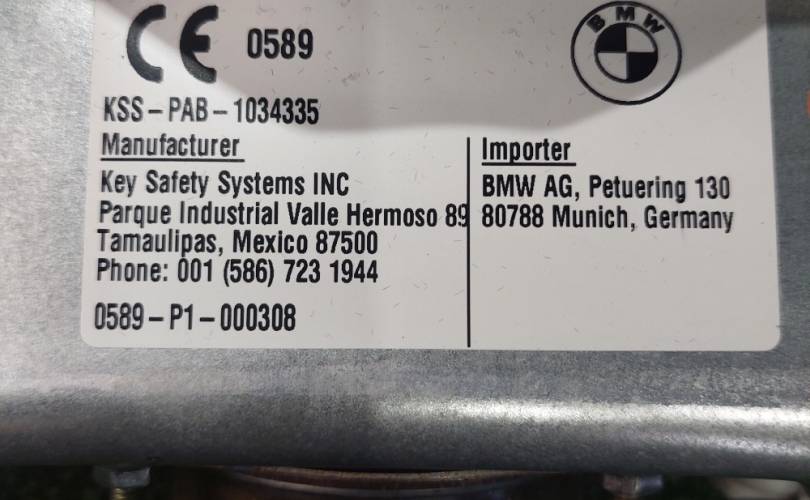 CE 0589
BMW
KSS-PAB-1034335
Manufacturer
Key Safety Systems INC
Parque Industrial Valle Hermoso 89
Tamaulipas, Mexico 87500
Phone: 001 (586) 723 1944
0589-P1-000308
Importer
BMW AG, Petuering 130
80788 Munich, Germany